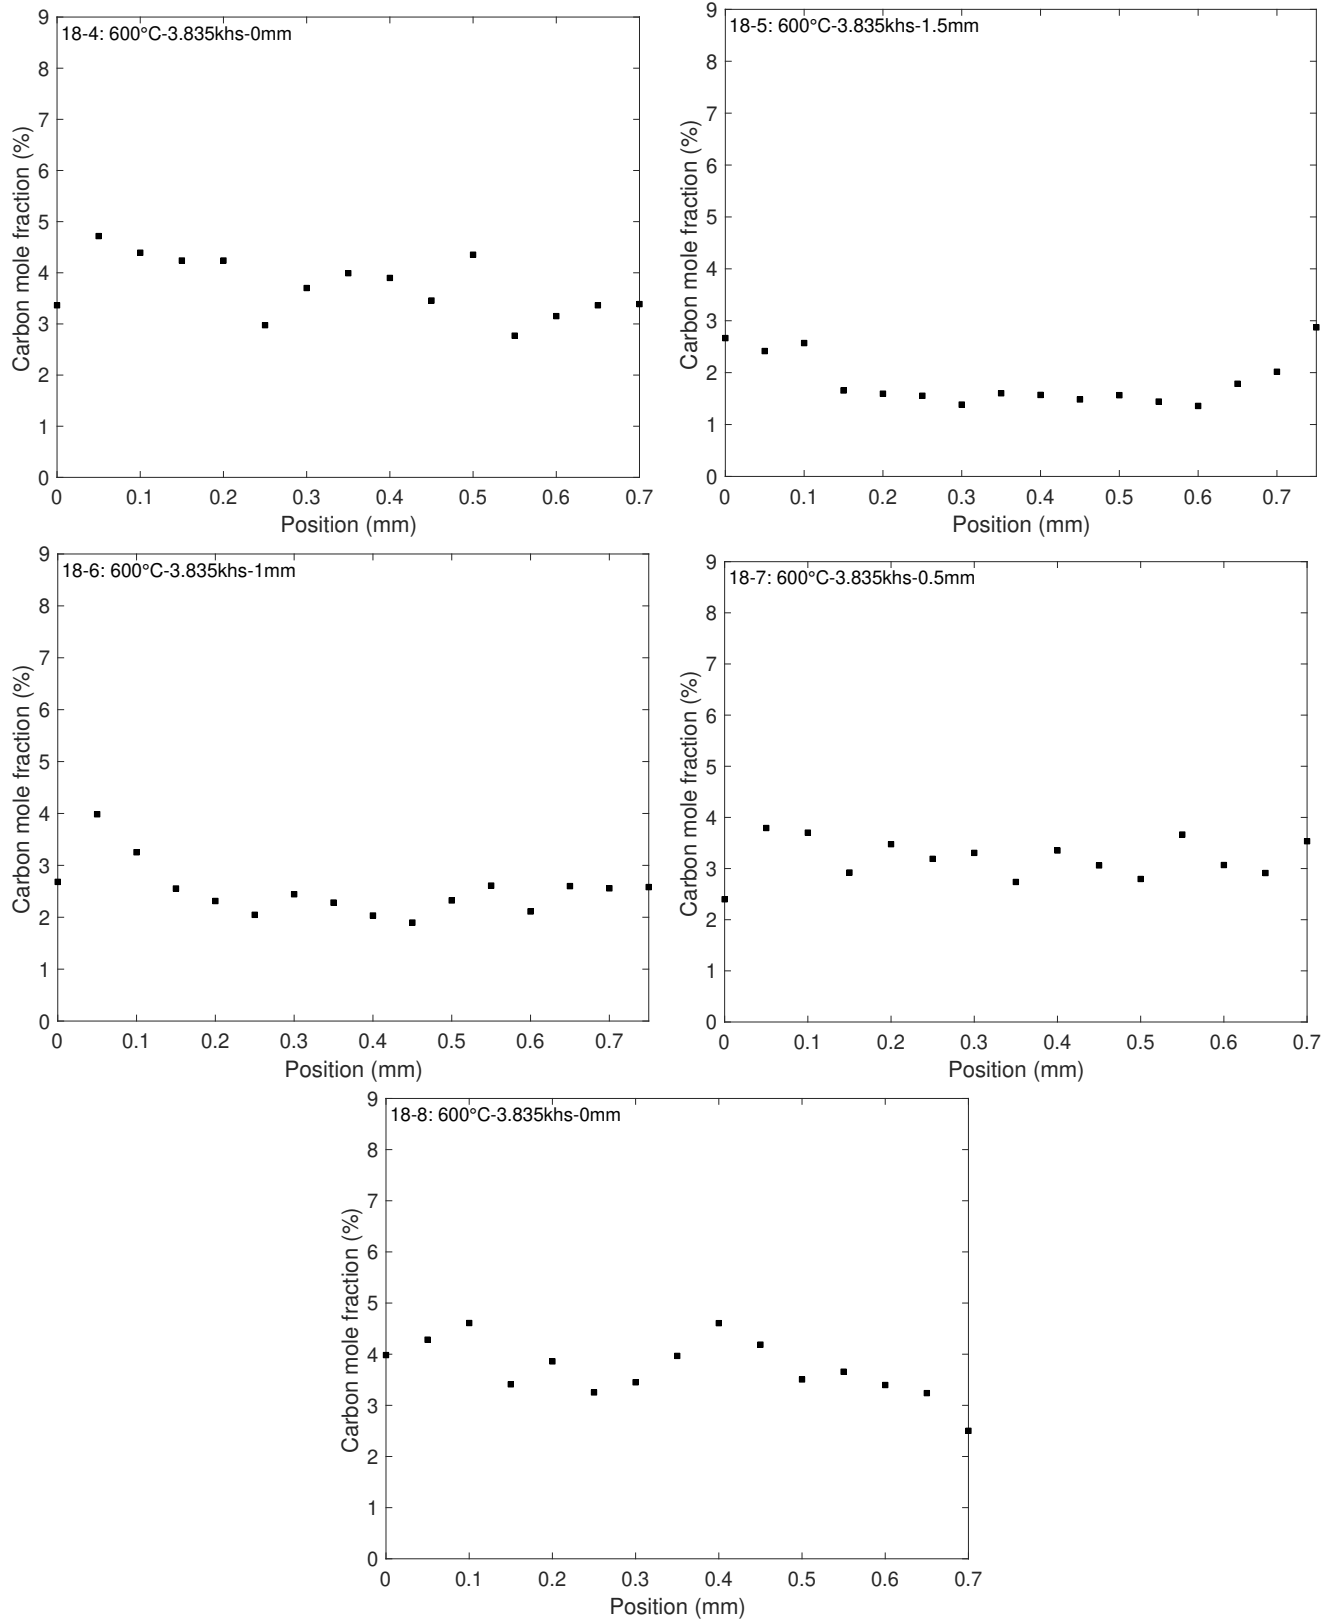 18-4: 600°C-3.835khs-0mm
9
8
7
6
5
4
3
2
1
0
Carbon mole fraction (%)
0 0.1 0.2 0.3 0.4 0.5 0.6 0.7
Position (mm)
18-5: 600°C-3.835khs-1.5mm
9
8
7
6
5
4
3
2
1
0
Carbon mole fraction (%)
0 0.1 0.2 0.3 0.4 0.5 0.6 0.7
Position (mm)
18-6: 600°C-3.835khs-1mm
9
8
7
6
5
4
3
2
1
0
Carbon mole fraction (%)
0 0.1 0.2 0.3 0.4 0.5 0.6 0.7
Position (mm)
18-7: 600°C-3.835khs-0.5mm
9
8
7
6
5
4
3
2
1
0
Carbon mole fraction (%)
0 0.1 0.2 0.3 0.4 0.5 0.6 0.7
Position (mm)
18-8: 600°C-3.835khs-0mm
9
8
7
6
5
4
3
2
1
0
Carbon mole fraction (%)
0 0.1 0.2 0.3 0.4 0.5 0.6 0.7
Position (mm)